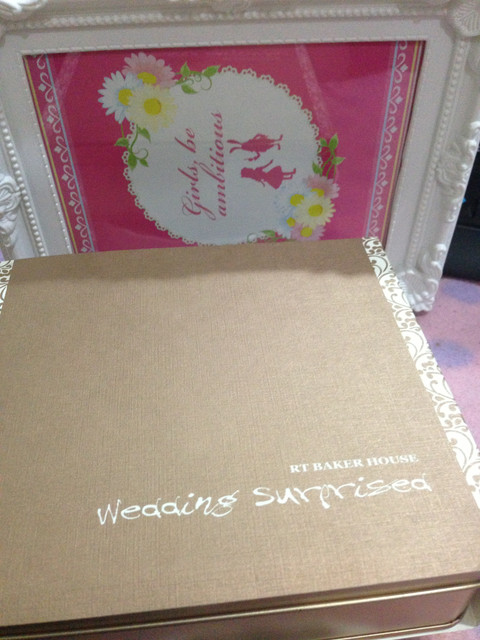 Girls, be
ambitious
RT BAKER HOUSE
Wedding Surprised